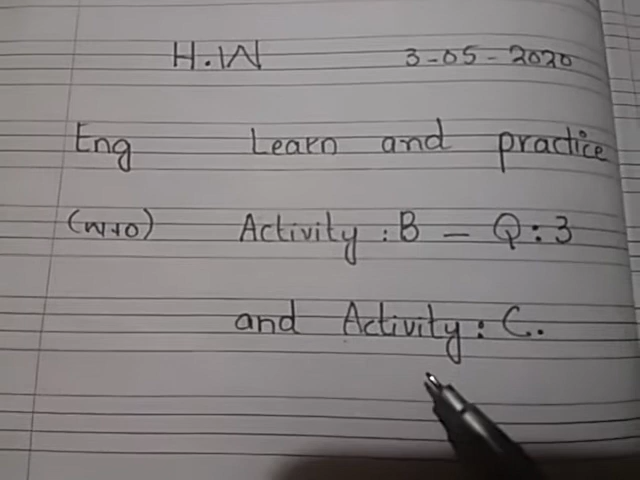 H.W 3-05-2020
Eng Learn and practice
Activity : B - Q : 3
and Activity : C.